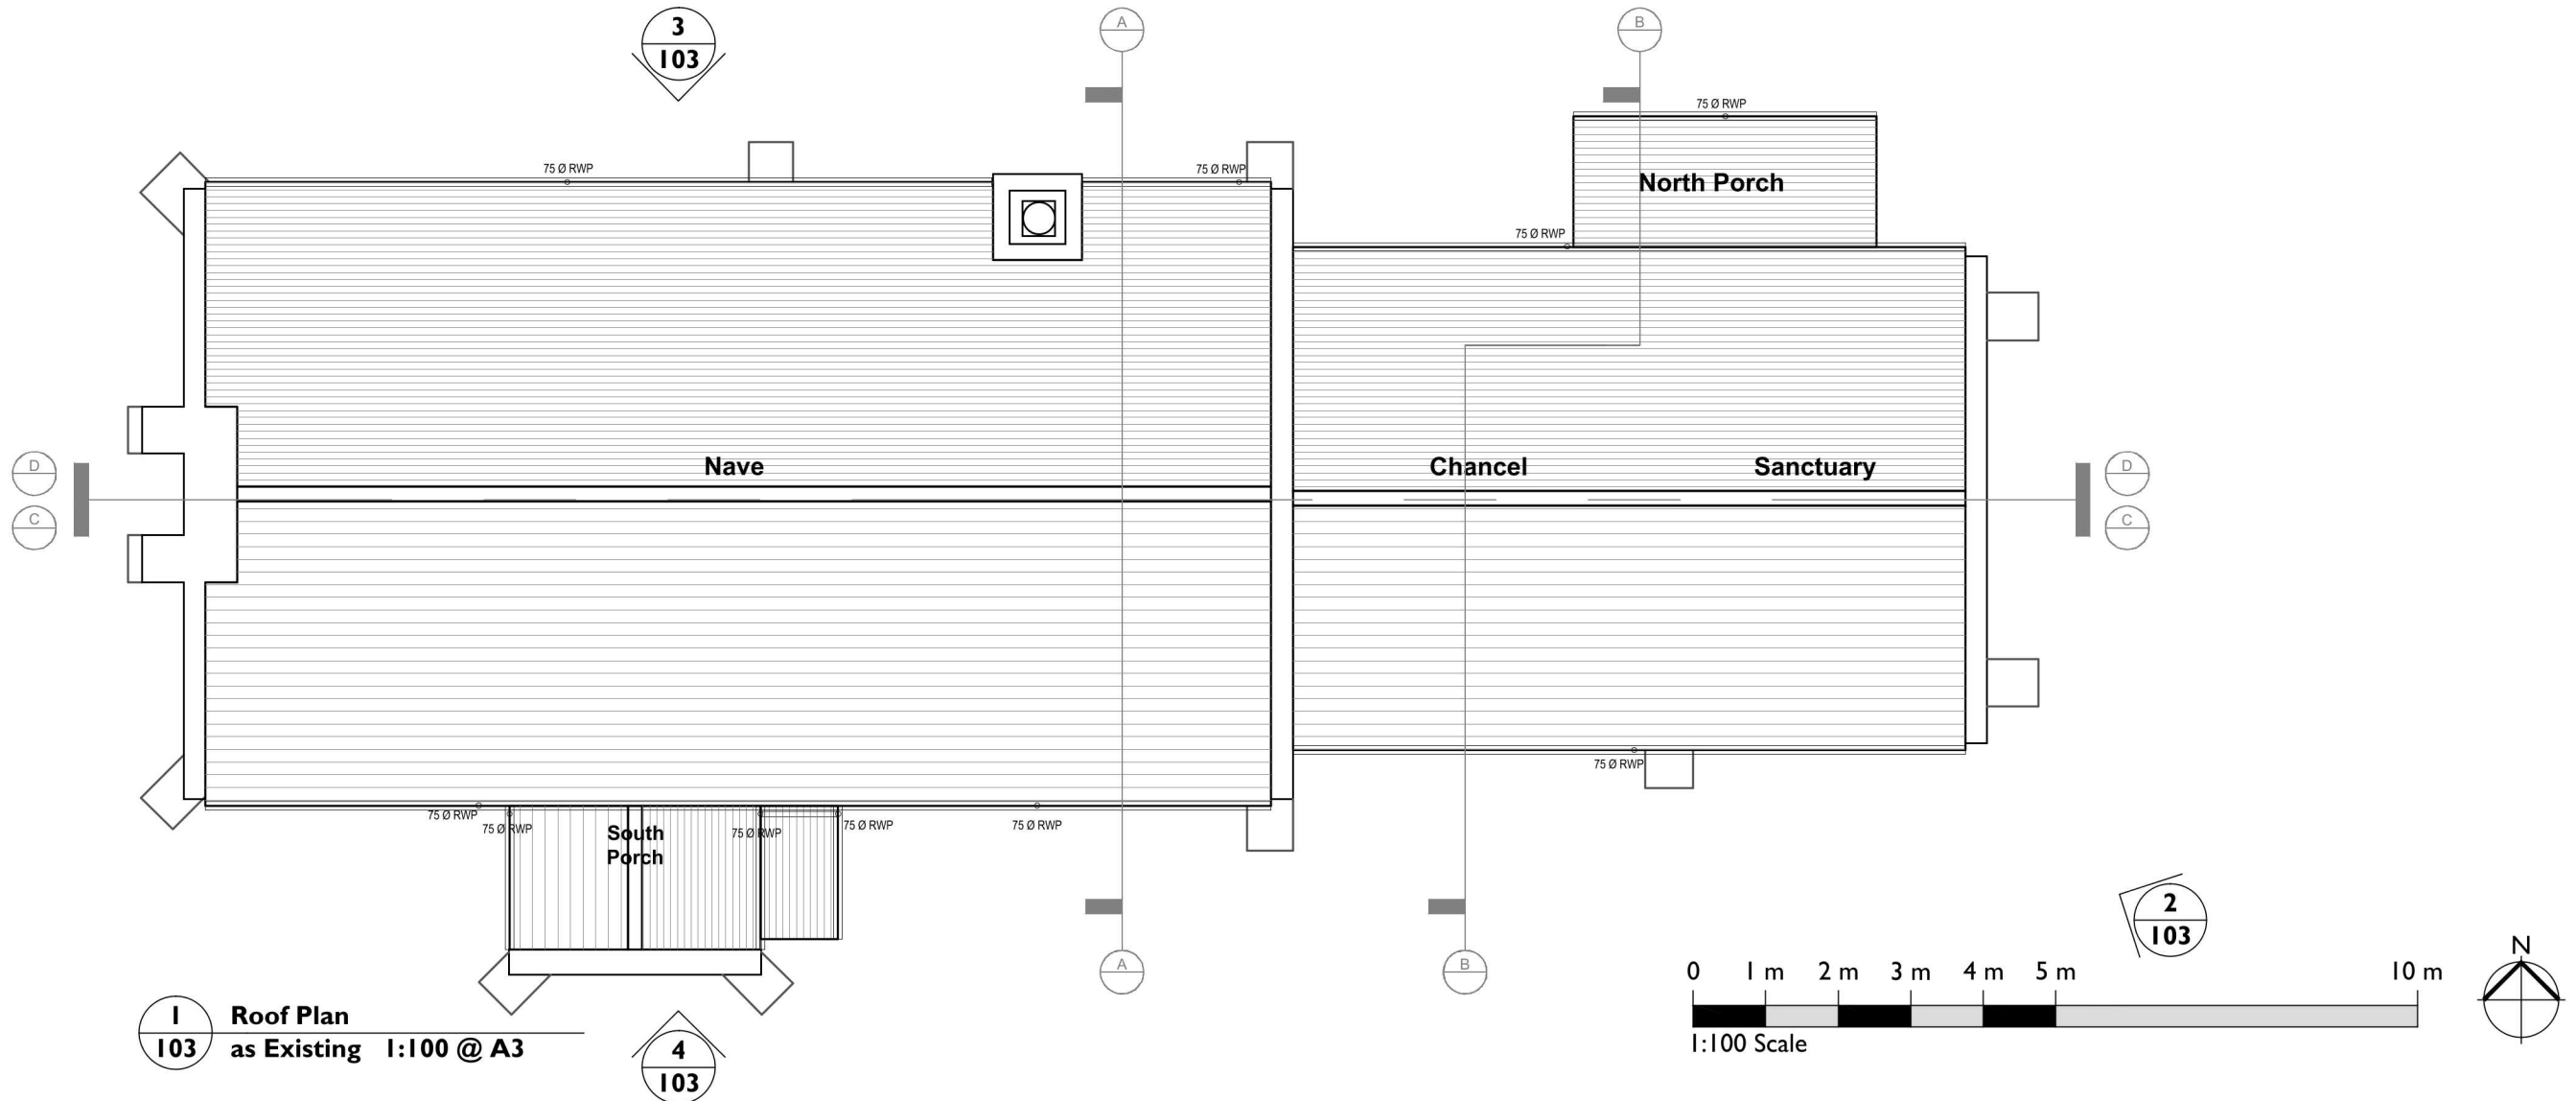 3
103
A
B
75 Ø RWP
75 Ø RWP
75 Ø RWP
North Porch
75 Ø RWP
Nave
Chancel
Sanctuary
D
C
D
C
75 Ø RWP
75 Ø RWP
75 Ø RWP
75 Ø RWP
75 Ø RWP
75 Ø RWP
South
Porch
A
B
2
103
N
0 1 m 2 m 3 m 4 m 5 m 10 m
1:100 Scale
1
103
Roof Plan
as Existing 1:100 @ A3
4
103